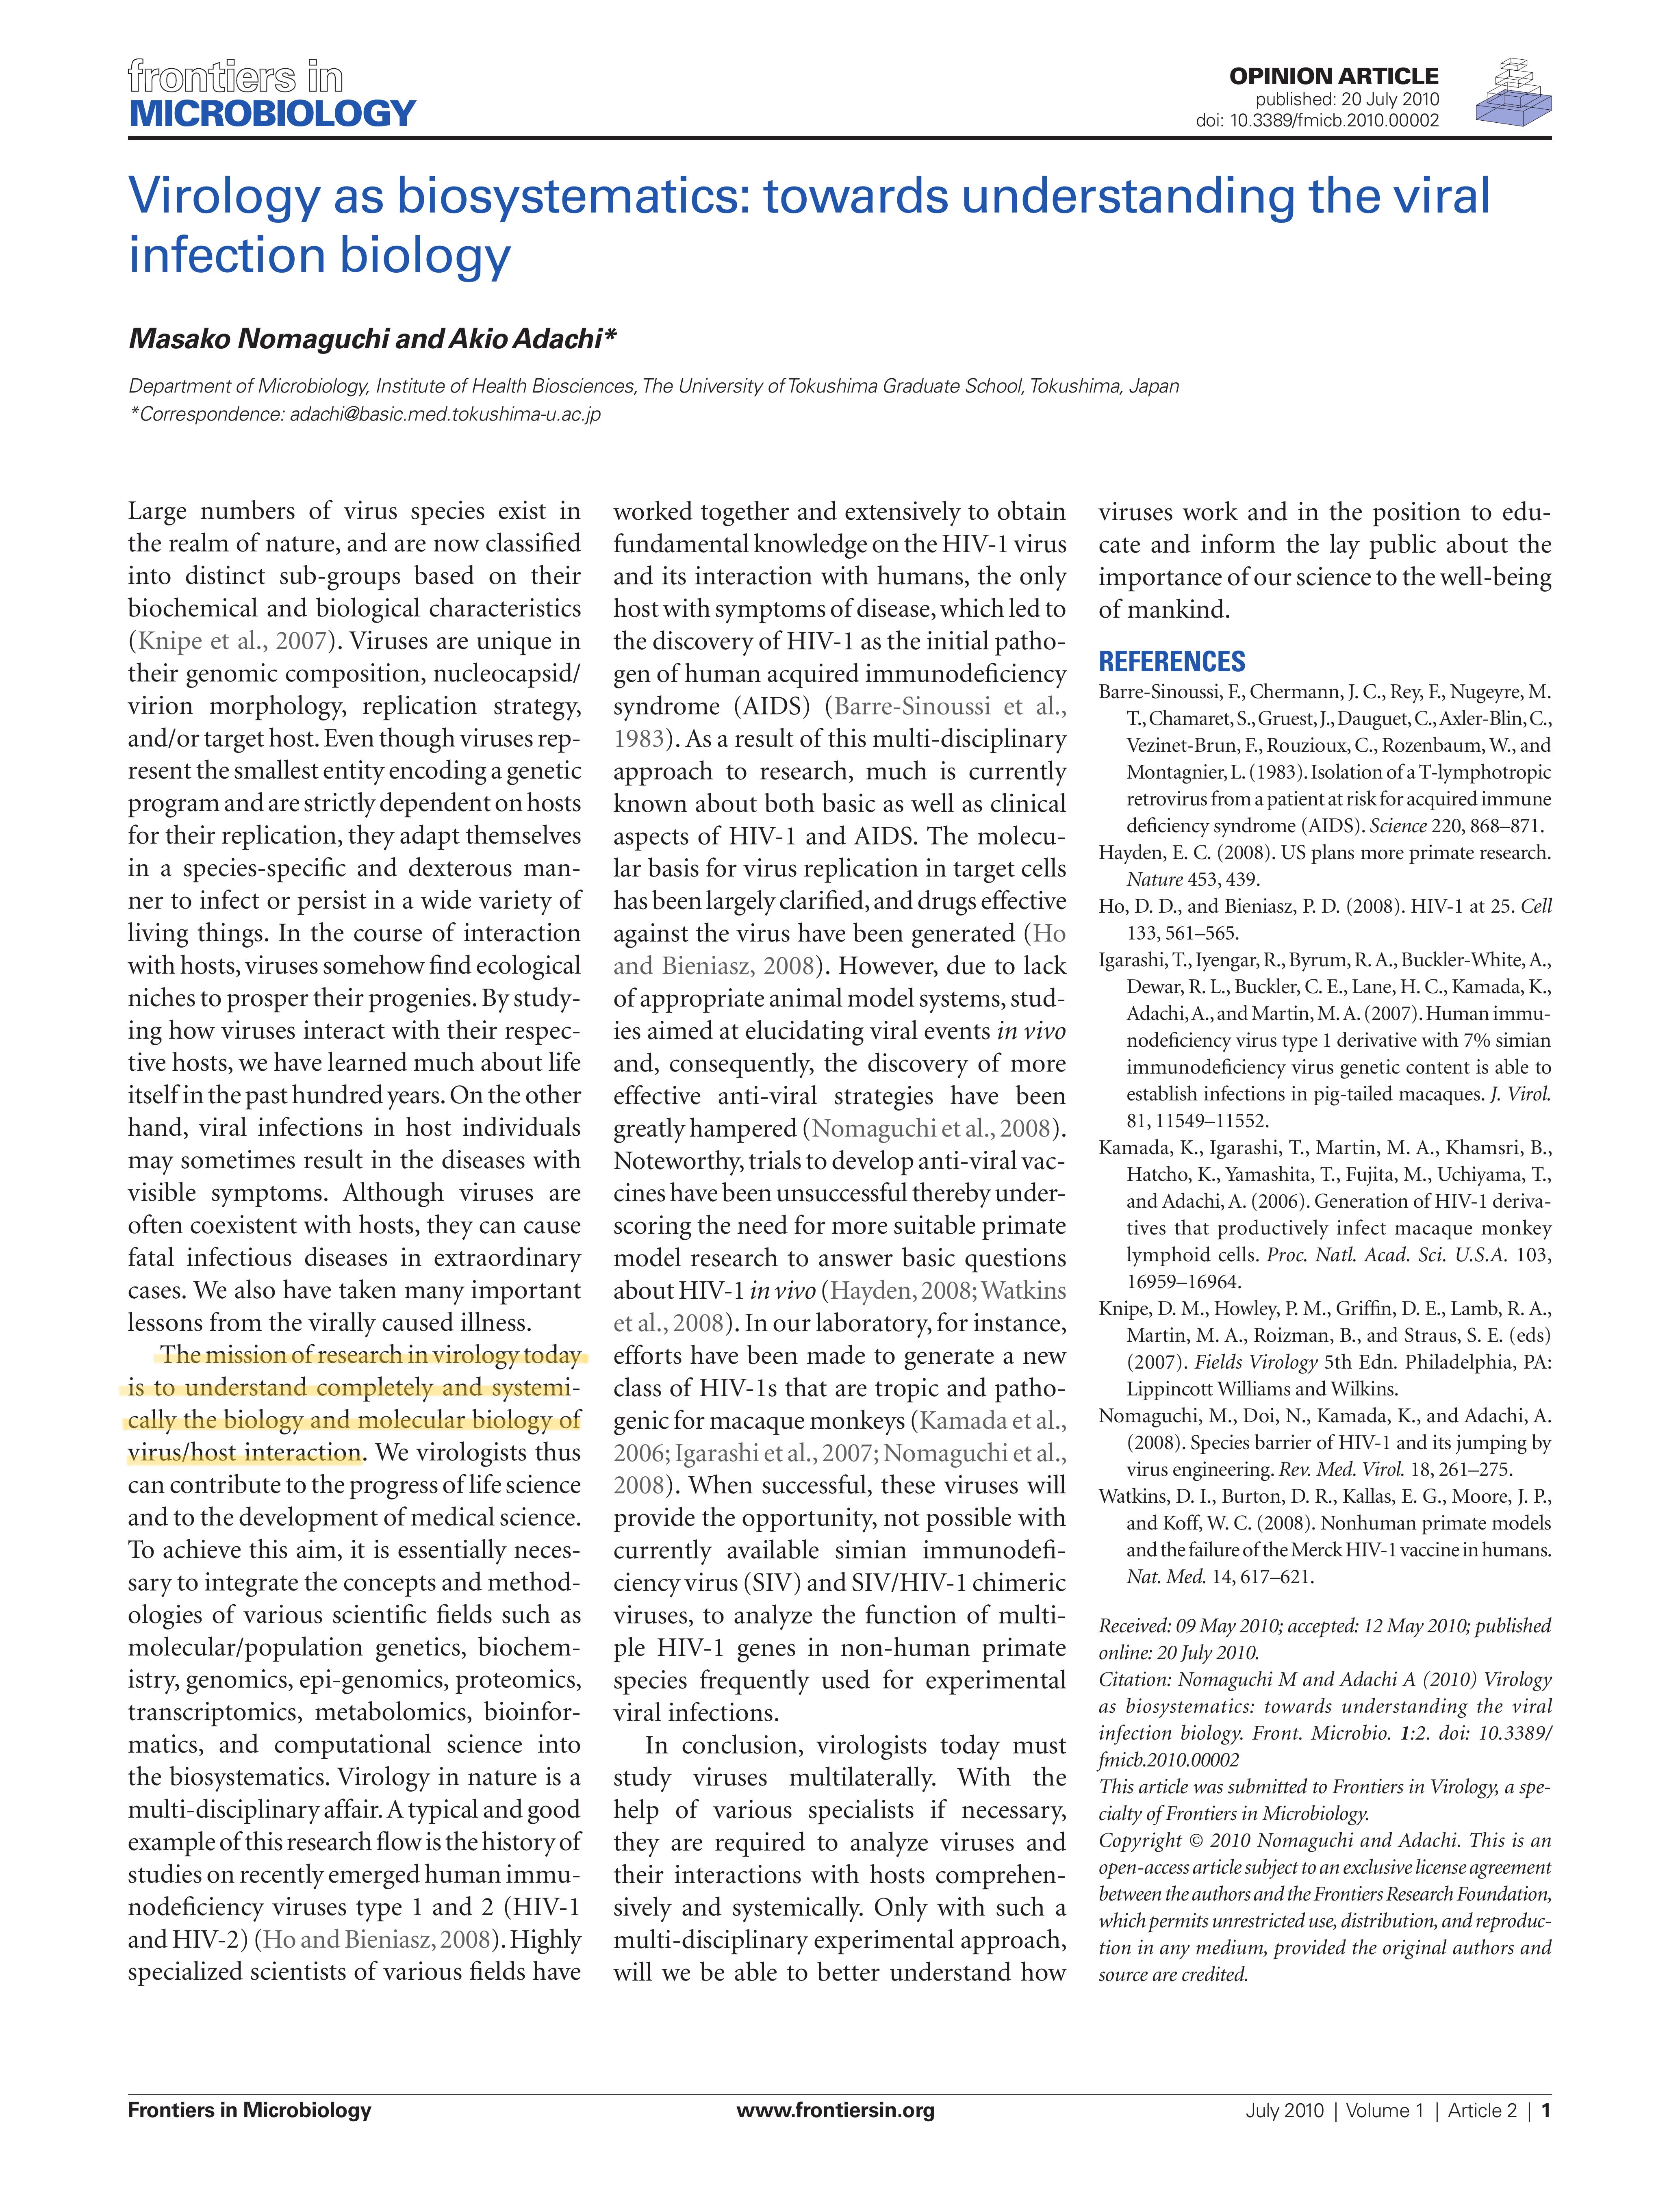 frontiers in
MICROBIOLOGY
OPINION ARTICLE
published: 20 July 2010
doi: 10.3389/fmicb.2010.00002
Virology as biosystematics: towards understanding the viral
infection biology
Masako Nomaguchi and Akio Adachi*
Department of Microbiology, Institute of Health Biosciences, The University of Tokushima Graduate School, Tokushima, Japan
*Correspondence: adachi@basic.med.tokushima-u.ac.jp
Large numbers of virus species exist in
the realm of nature, and are now classified
into distinct sub-groups based on their
biochemical and biological characteristics
(Knipe et al., 2007). Viruses are unique in
their genomic composition, nucleocapsid/
virion morphology, replication strategy,
and/or target host. Even though viruses rep-
resent the smallest entity encoding a genetic
program and are strictly dependent on hosts
for their replication, they adapt themselves
in a species-specific and dexterous man-
ner to infect or persist in a wide variety of
living things. In the course of interaction
with hosts, viruses somehow find ecological
niches to prosper their progenies. By study-
ing how viruses interact with their respec-
tive hosts, we have learned much about life
itself in the past hundred years. On the other
hand, viral infections in host individuals
may sometimes result in the diseases with
visible symptoms. Although viruses are
often coexistent with hosts, they can cause
fatal infectious diseases in extraordinary
cases. We also have taken many important
lessons from the virally caused illness.
The mission of research in virology today
is to understand completely and systemi-
cally the biology and molecular biology of
virus/host interaction. We virologists thus
can contribute to the progress of life science
and to the development of medical science.
To achieve this aim, it is essentially neces-
sary to integrate the concepts and method-
ologies of various scientific fields such as
molecular/population genetics, biochem-
istry, genomics, epi-genomics, proteomics,
transcriptomics, metabolomics, bioinfor-
matics, and computational science into
the biosystematics. Virology in nature is a
multi-disciplinary affair. A typical and good
example of this research flow is the history of
studies on recently emerged human immu-
nodeficiency viruses type 1 and 2 (HIV-1
and HIV-2) (Ho and Bieniasz, 2008). Highly
specialized scientists of various fields have
worked together and extensively to obtain
fundamental knowledge on the HIV-1 virus
and its interaction with humans, the only
host with symptoms of disease, which led to
the discovery of HIV-1 as the initial patho-
gen of human acquired immunodeficiency
syndrome (AIDS) (Barre-Sinoussi et al.,
1983). As a result of this multi-disciplinary
approach to research, much is currently
known about both basic as well as clinical
aspects of HIV-1 and AIDS. The molecu-
lar basis for virus replication in target cells
has been largely clarified, and drugs effective
against the virus have been generated (Ho
and Bieniasz, 2008). However, due to lack
of appropriate animal model systems, stud-
ies aimed at elucidating viral events in vivo
and, consequently, the discovery of more
effective anti-viral strategies have been
greatly hampered (Nomaguchi et al., 2008).
Noteworthy, trials to develop anti-viral vac-
cines have been unsuccessful thereby under-
scoring the need for more suitable primate
model research to answer basic questions
about HIV-1 in vivo (Hayden, 2008; Watkins
et al., 2008). In our laboratory, for instance,
efforts have been made to generate a new
class of HIV-1s that are tropic and patho-
genic for macaque monkeys (Kamada et al.,
2006; Igarashi et al., 2007; Nomaguchi et al.,
2008). When successful, these viruses will
provide the opportunity, not possible with
currently available simian immunodefi-
ciency virus (SIV) and SIV/HIV-1 chimeric
viruses, to analyze the function of multi-
ple HIV-1 genes in non-human primate
species frequently used for experimental
viral infections.
In conclusion, virologists today must
study viruses multilaterally. With the
help of various specialists if necessary,
they are required to analyze viruses and
their interactions with hosts comprehen-
sively and systemically. Only with such a
multi-disciplinary experimental approach,
will we be able to better understand how
viruses work and in the position to edu-
cate and inform the lay public about the
importance of our science to the well-being
of mankind.
REFERENCES
Barre-Sinoussi, F., Chermann, J. C., Rey, F., Nugeyre, M.
T., Chamaret, S., Gruest, J., Dauguet, C., Axler-Blin, C.,
Vezinet-Brun, F., Rouzioux, C., Rozenbaum, W., and
Montagnier, L. (1983). Isolation of a T-lymphotropic
retrovirus from a patient at risk for acquired immune
deficiency syndrome (AIDS). Science 220, 868–871.
Hayden, E. C. (2008). US plans more primate research.
Nature 453, 439.
Ho, D. D., and Bieniasz, P. D. (2008). HIV-1 at 25. Cell
133, 561–565.
Igarashi, T., Iyengar, R., Byrum, R. A., Buckler-White, A.,
Dewar, R. L., Buckler, C. E., Lane, H. C., Kamada, K.,
Adachi, A., and Martin, M. A. (2007). Human immu-
nodeficiency virus type 1 derivative with 7% simian
immunodeficiency virus genetic content is able to
establish infections in pig-tailed macaques. J. Virol.
81, 11549–11552.
Kamada, K., Igarashi, T., Martin, M. A., Khamsri, B.,
Hatcho, K., Yamashita, T., Fujita, M., Uchiyama, T.,
and Adachi, A. (2006). Generation of HIV-1 deriva-
tives that productively infect macaque monkey
lymphoid cells. Proc. Natl. Acad. Sci. U.S.A. 103,
16959–16964.
Knipe, D. M., Howley, P. M., Griffin, D. E., Lamb, R. A.,
Martin, M. A., Roizman, B., and Straus, S. E. (eds)
(2007). Fields Virology 5th Edn. Philadelphia, PA:
Lippincott Williams and Wilkins.
Nomaguchi, M., Doi, N., Kamada, K., and Adachi, A.
(2008). Species barrier of HIV-1 and its jumping by
virus engineering. Rev. Med. Virol. 18, 261–275.
Watkins, D. I., Burton, D. R., Kallas, E. G., Moore, J. P.,
and Koff, W. C. (2008). Nonhuman primate models
and the failure of the Merck HIV-1 vaccine in humans.
Nat. Med. 14, 617–621.
Received: 09 May 2010; accepted: 12 May 2010; published
online: 20 July 2010.
Citation: Nomaguchi M and Adachi A (2010) Virology
as biosystematics: towards understanding the viral
infection biology. Front. Microbio. 1:2. doi: 10.3389/
fmicb.2010.00002
This article was submitted to Frontiers in Virology, a spe-
cialty of Frontiers in Microbiology.
Copyright © 2010 Nomaguchi and Adachi. This is an
open-access article subject to an exclusive license agreement
between the authors and the Frontiers Research Foundation,
which permits unrestricted use, distribution, and reproduc-
tion in any medium, provided the original authors and
source are credited.
Frontiers in Microbiology
www.frontiersin.org
July 2010 | Volume 1 | Article 2 | 1